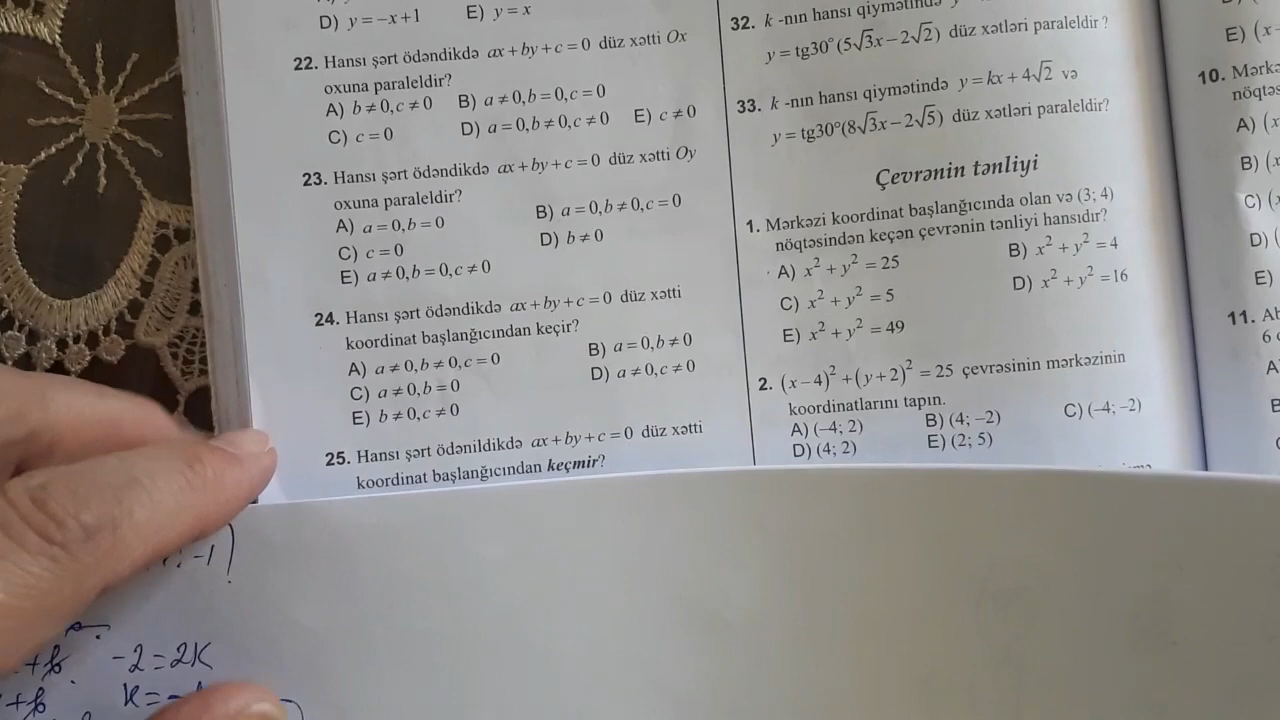 D) y = −x+1 E) y = x
22. Hansı şərt ödəndikdə ax + by + c = 0 düz xətti Ox
oxuna paraleldir?
A) b ≠ 0, c ≠ 0 B) a ≠ 0, b = 0, c = 0
C) c = 0 D) a = 0, b ≠ 0, c ≠ 0 E) c ≠ 0
23. Hansı şərt ödəndikdə ax + by + c = 0 düz xətti Oy
oxuna paraleldir?
A) a = 0, b = 0 B) a = 0, b ≠ 0, c = 0
C) c = 0 D) b ≠ 0
E) a ≠ 0, b = 0, c ≠ 0
24. Hansı şərt ödəndikdə ax + by + c = 0 düz xətti
koordinat başlanğıcından keçir?
A) a ≠ 0, b ≠ 0, c = 0 B) a = 0, b ≠ 0
C) a ≠ 0, b = 0 D) a ≠ 0, c ≠ 0
E) b ≠ 0, c ≠ 0
25. Hansı şərt ödənildikdə ax + by + c = 0 düz xətti
koordinat başlanğıcından keçmir?
32. k -nın hansı qiymətində y
y = tg30°(5√3x − 2√2) düz xətləri paraleldir?
33. k -nın hansı qiymətində y = kx + 4√2 və
y = tg30°(8√3x − 2√5) düz xətləri paraleldir?
Çevrənin tənliyi
1. Mərkəzi koordinat başlanğıcında olan və (3; 4)
nöqtəsindən keçən çevrənin tənliyi hansıdır?
A) x² + y² = 25 B) x² + y² = 4
C) x² + y² = 5 D) x² + y² = 16
E) x² + y² = 49
2. (x − 4)² + (y + 2)² = 25 çevrəsinin mərkəzinin
koordinatlarını tapın.
A) (−4; 2) B) (4; −2) C) (−4; −2)
D) (4; 2) E) (2; 5)
E) (x-
10. Mərkə
nöqtəs
A) (x
B) (x
C) (x
D) (
E)
11. Ab
6
A
B
-1)
+b -2=2k
+b k=-1